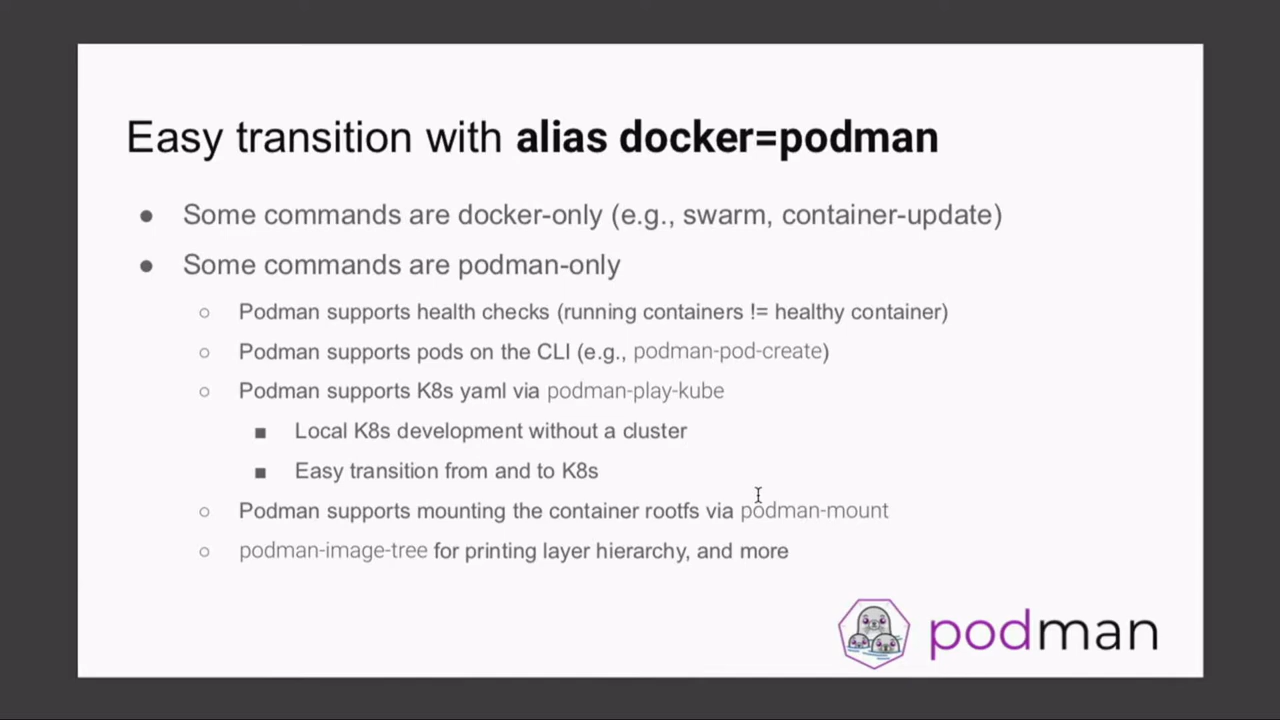 Easy transition with alias docker=podman
● Some commands are docker-only (e.g., swarm, container-update)
● Some commands are podman-only
○ Podman supports health checks (running containers != healthy container)
○ Podman supports pods on the CLI (e.g., podman-pod-create)
○ Podman supports K8s yaml via podman-play-kube
■ Local K8s development without a cluster
■ Easy transition from and to K8s
○ Podman supports mounting the container rootfs via podman-mount
○ podman-image-tree for printing layer hierarchy, and more
podman